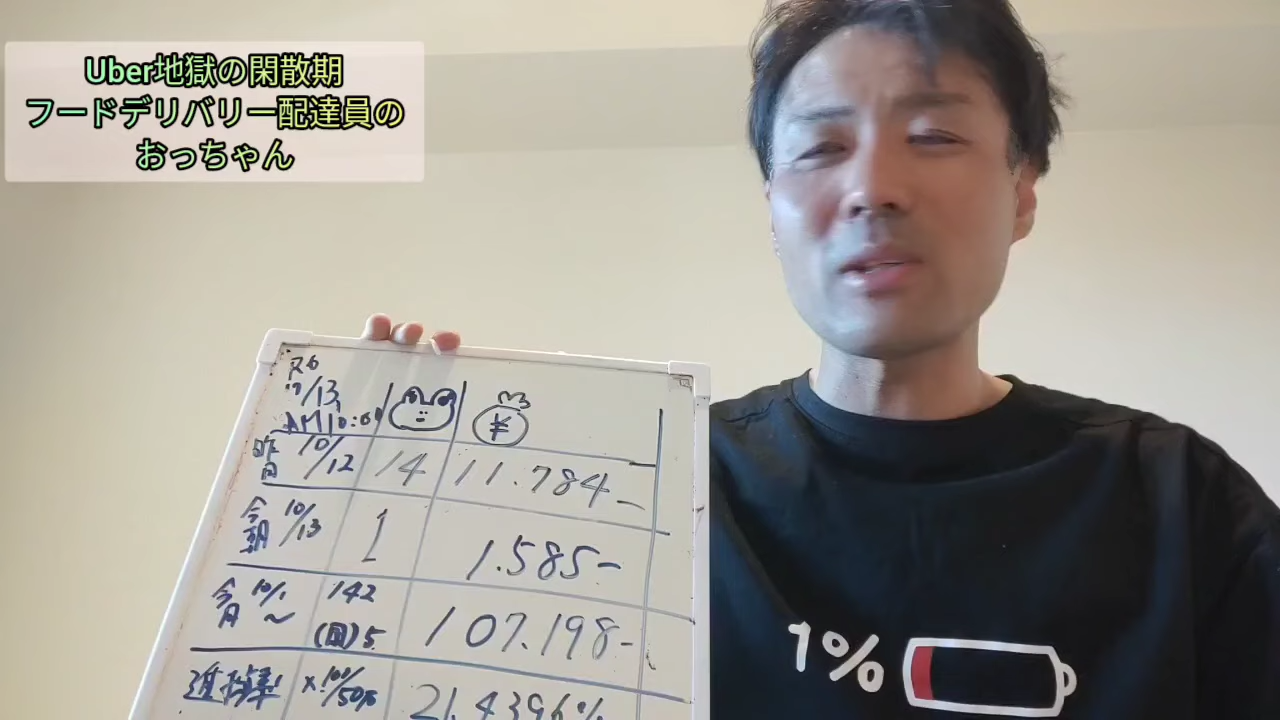 Uber地獄の閑散期
フードデリバリー配達員の
おっちゃん
R6
10/13
AM10:00
¥
昨日 10/12 14 11.784-
今朝 10/13 1 1.585-
今月 10/1~ 142 107.198-
(回)5
進捗率 21.4396%
1%